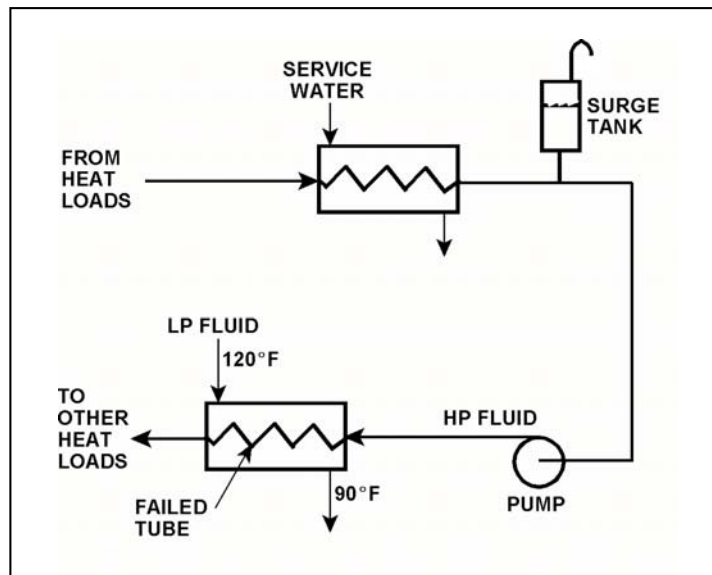 SERVICE
WATER
SURGE
TANK
FROM
HEAT
LOADS
LP FLUID
120°F
TO
OTHER
HEAT
LOADS
HP FLUID
90°F
FAILED
TUBE
PUMP